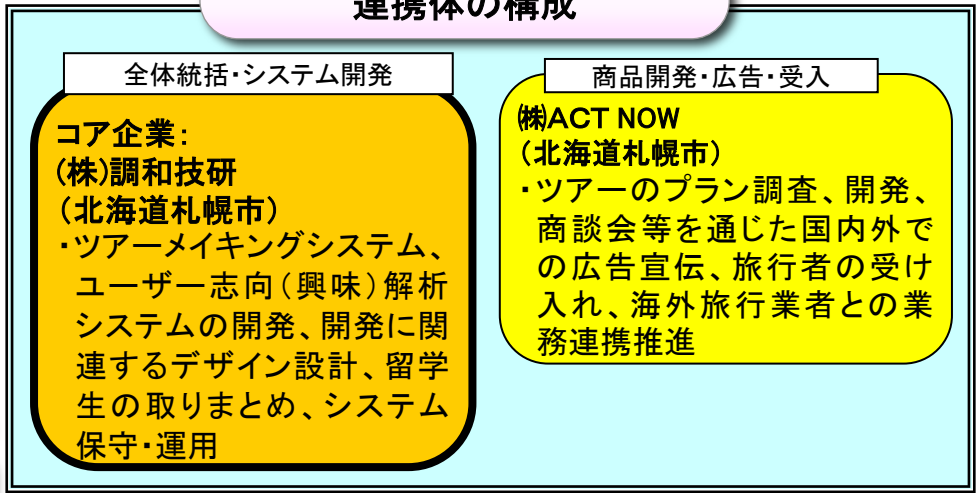 連携体の構成
全体統括・システム開発
コア企業：
(株)調和技研
（北海道札幌市）
・ツアーメイキングシステム、
ユーザー志向（興味）解析
システムの開発、開発に関
連するデザイン設計、留学
生の取りまとめ、システム
保守・運用
商品開発・広告・受入
㈱ACT NOW
（北海道札幌市）
・ツアーのプラン調査、開発、
商談会等を通じた国内外で
の広告宣伝、旅行者の受け
入れ、海外旅行業者との業
務連携推進